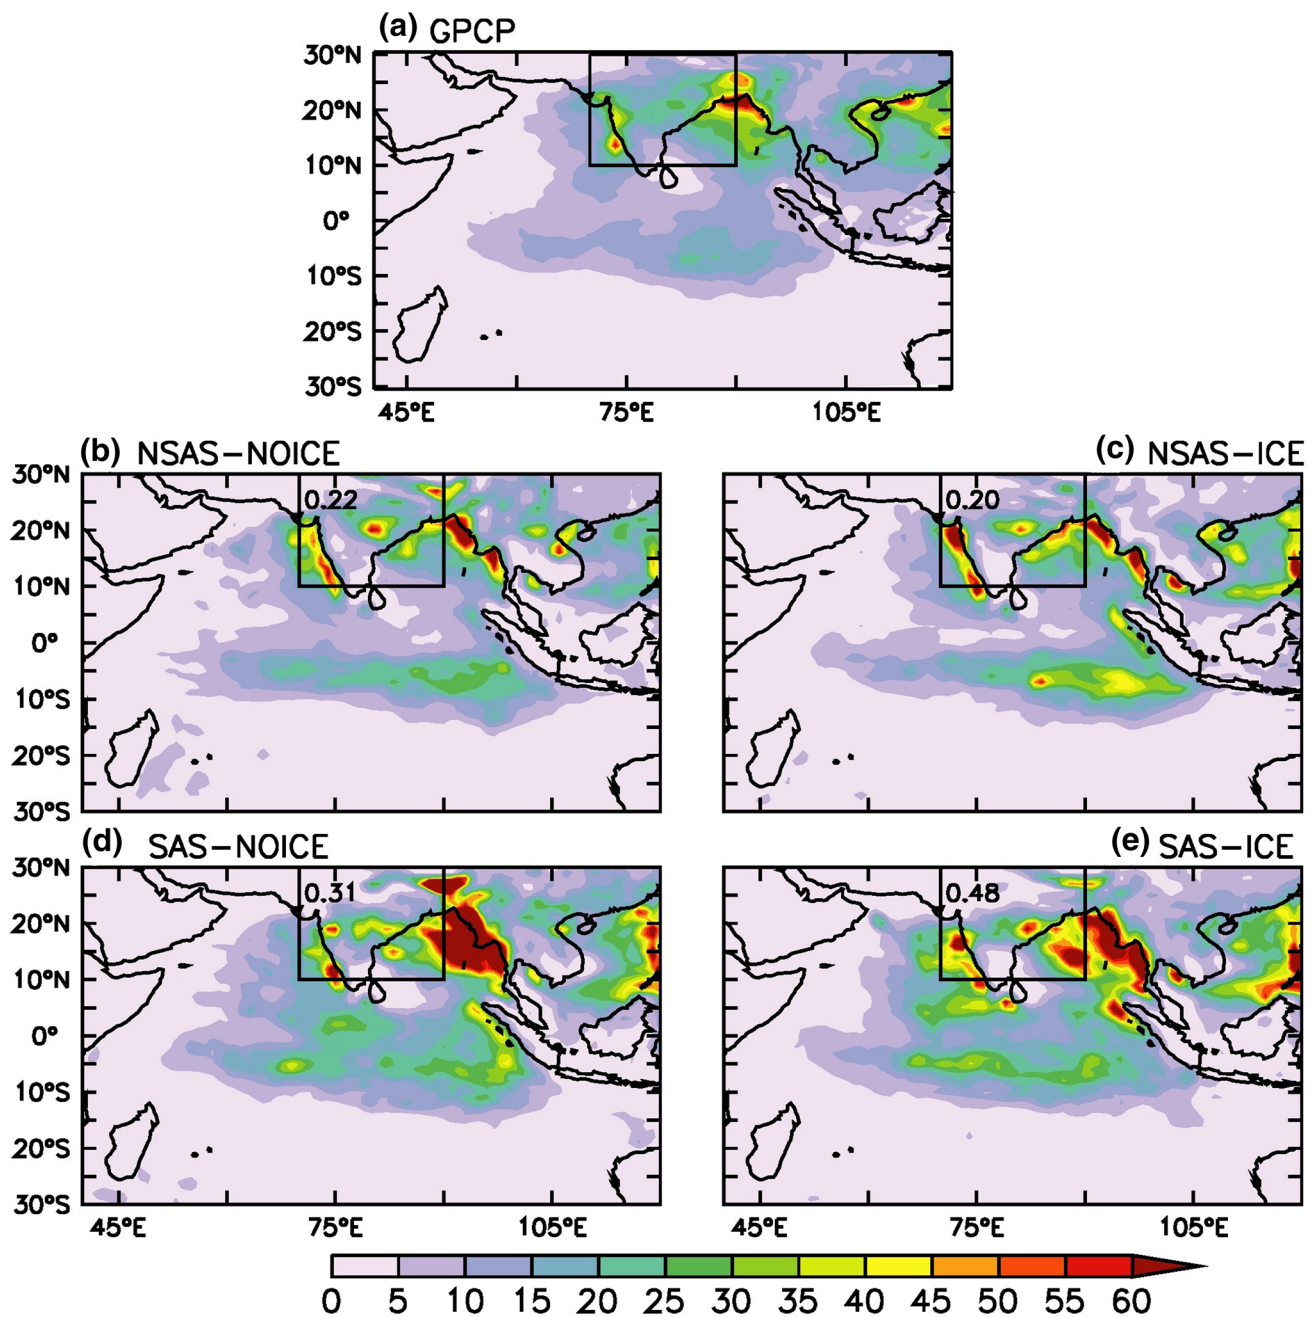 (a) GPCP
30°N
20°N
10°N
0°
10°S
20°S
30°S
45°E 75°E 105°E
(b) NSAS-NOICE
(c) NSAS-ICE
30°N
20°N
10°N
0°
10°S
20°S
30°S
0.22
0.20
(d) SAS-NOICE
(e) SAS-ICE
30°N
20°N
10°N
0°
10°S
20°S
30°S
0.31
0.48
45°E 75°E 105°E
45°E 75°E 105°E
0 5 10 15 20 25 30 35 40 45 50 55 60